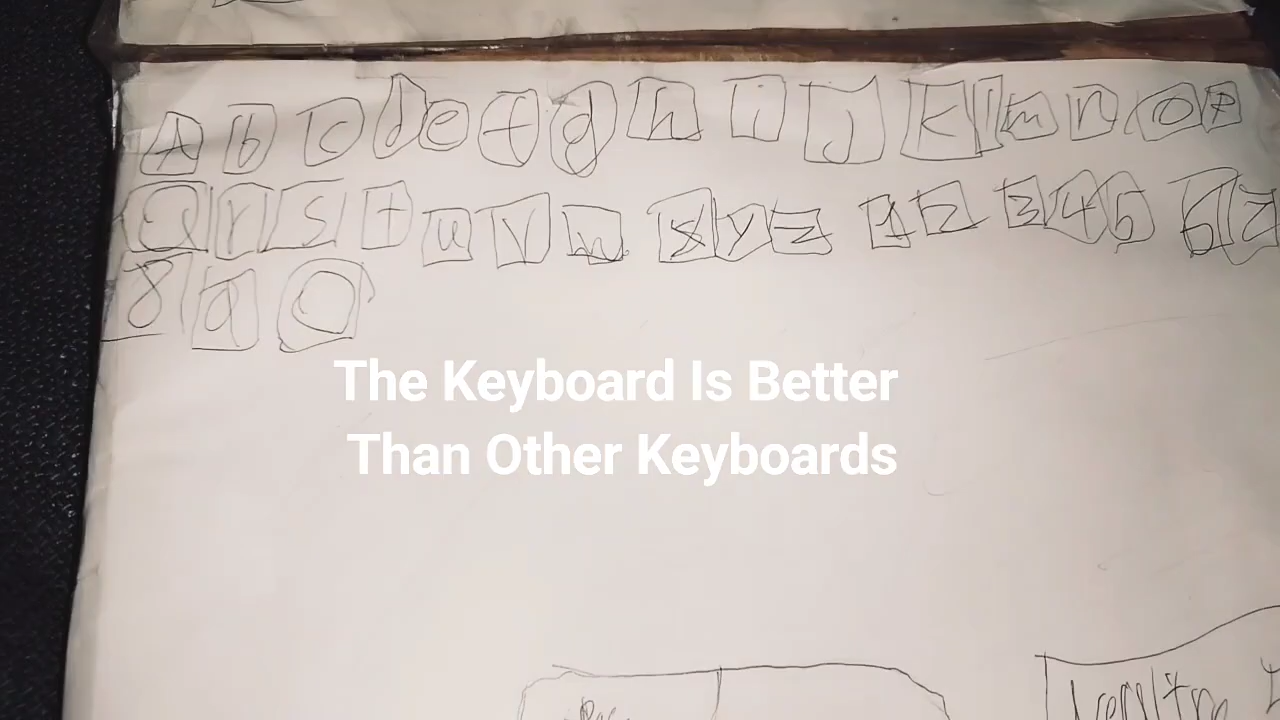 A b c d e f g h i j k l m n o P
Q r s t u v w x y z 1 2 3 4 5 6 7
8 9 0
The Keyboard Is Better
Than Other Keyboards